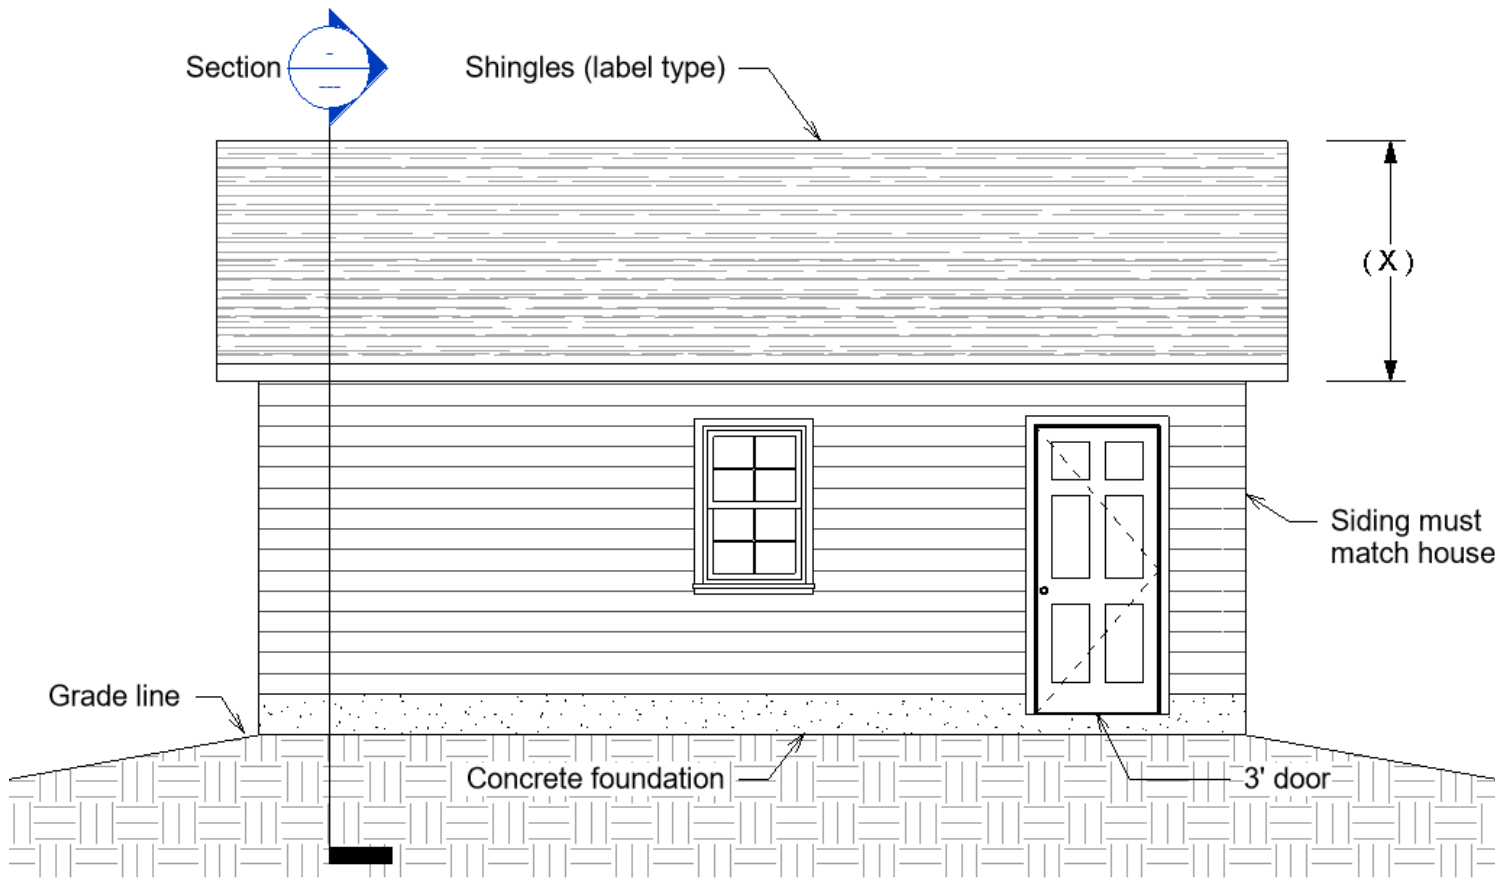 Section
Shingles (label type)
( X )
Siding must
match house
Grade line
Concrete foundation
3' door